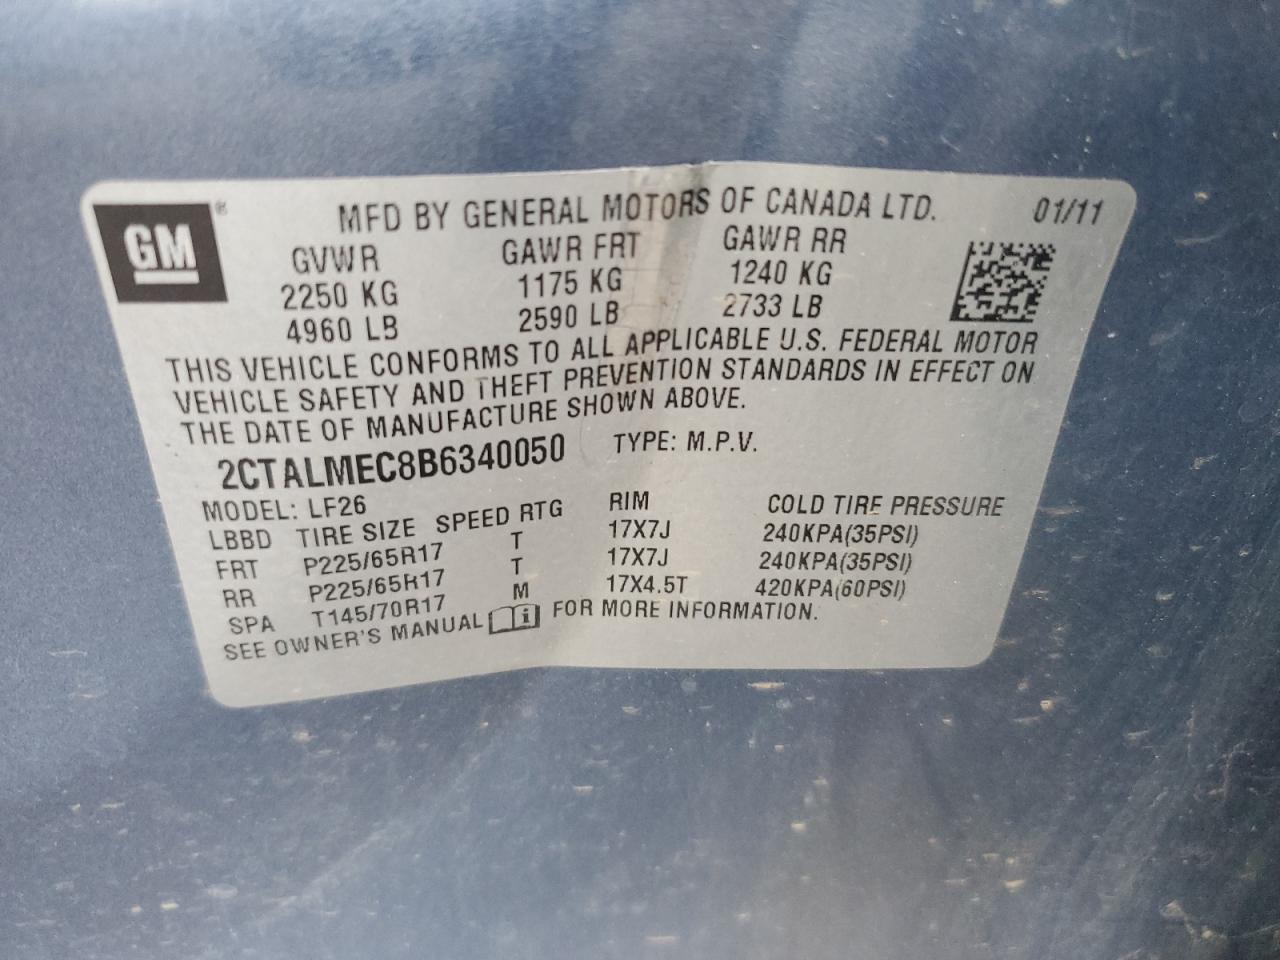 GM ®
MFD BY GENERAL MOTORS OF CANADA LTD. 01/11
GVWR GAWR FRT GAWR RR
2250 KG 1175 KG 1240 KG
4960 LB 2590 LB 2733 LB
THIS VEHICLE CONFORMS TO ALL APPLICABLE U.S. FEDERAL MOTOR
VEHICLE SAFETY AND THEFT PREVENTION STANDARDS IN EFFECT ON
THE DATE OF MANUFACTURE SHOWN ABOVE.
2CTALMEC8B6340050 TYPE: M.P.V.
MODEL: LF26
LBBD TIRE SIZE SPEED RTG RIM COLD TIRE PRESSURE
FRT P225/65R17 T 17X7J 240KPA(35PSI)
RR P225/65R17 T 17X7J 240KPA(35PSI)
SPA T145/70R17 M 17X4.5T 420KPA(60PSI)
SEE OWNER'S MANUAL i FOR MORE INFORMATION.